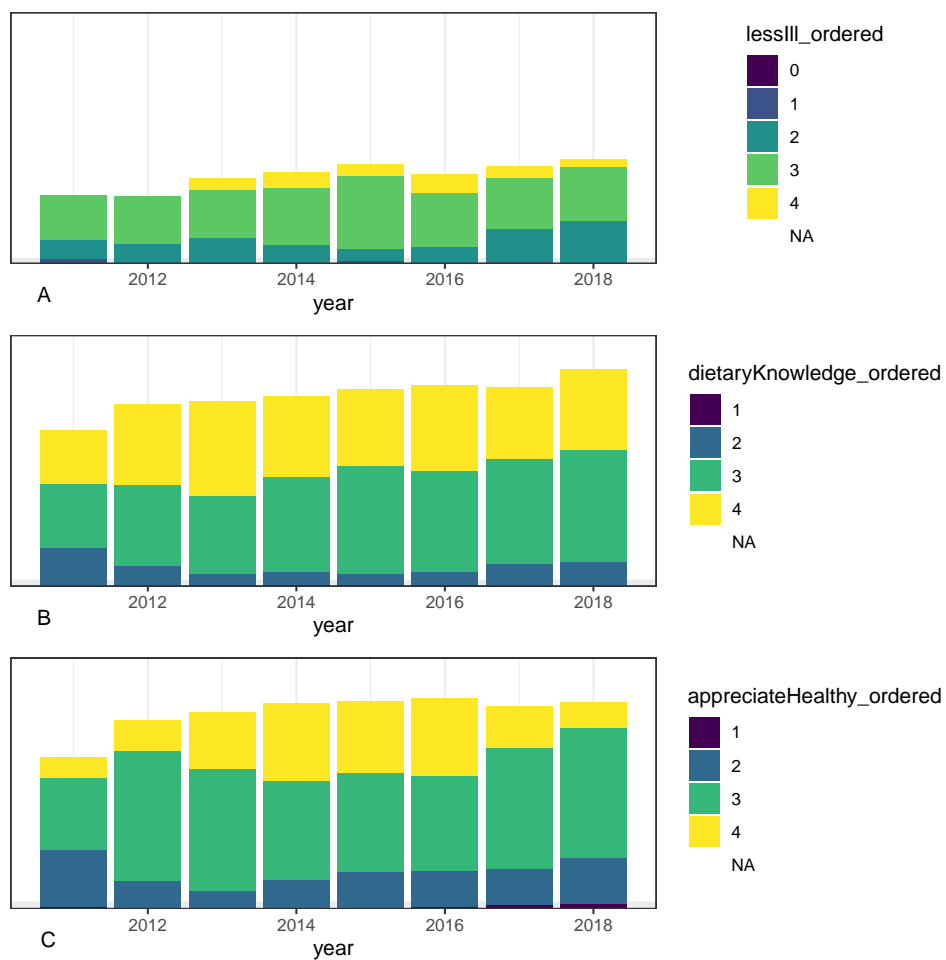 lessIll_ordered
0
1
2
3
4
NA
2012 2014 2016 2018
year
A
dietaryKnowledge_ordered
1
2
3
4
NA
2012 2014 2016 2018
year
B
appreciateHealthy_ordered
1
2
3
4
NA
2012 2014 2016 2018
year
C